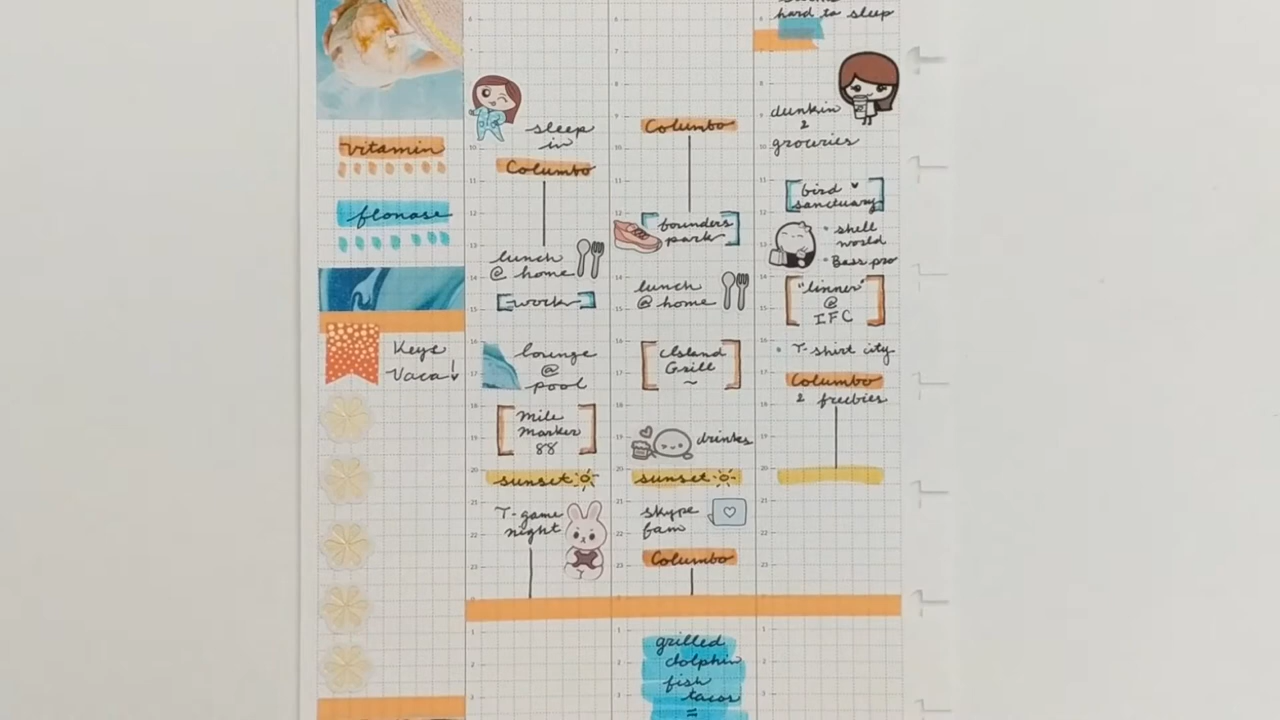 vitamin
flonase
Keys
Vaca!
sleep
in
Columbo
lunch
@ home
[work]
lounge
@
pool
[Mile
Marker
88]
sunset
T-game
night
Columbo
[founders
park]
lunch
@ home
[Island
Grill
~]
drinks
sunset
skype
fam
Columbo
grilled
dolphin
fish
tacos
=
hard to sleep
dunkin
&
groceries
[bird ♥
sanctuary]
• shell
world
• Bass pro
["linner"
@
IFC]
• T-shirt city
Columbo
& freebies